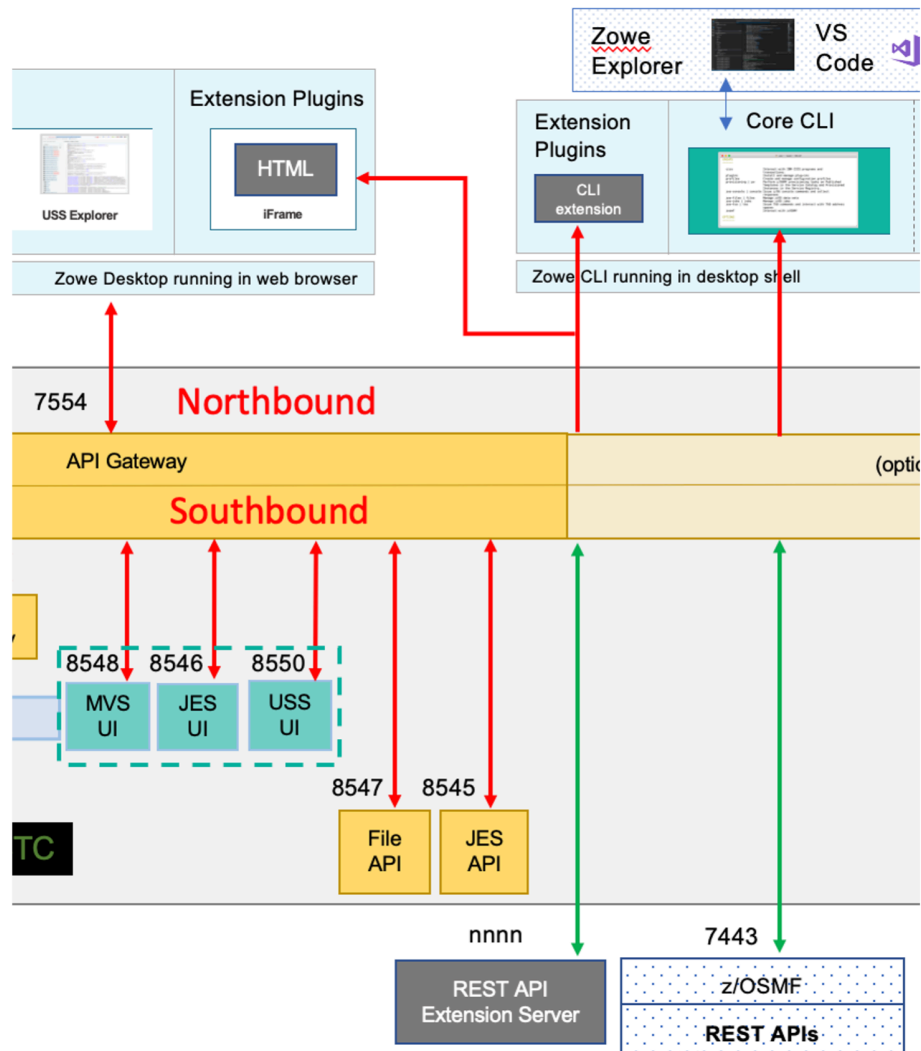 Zowe
Explorer
VS
Code
Extension Plugins
HTML
iFrame
USS Explorer
Zowe Desktop running in web browser
Extension
Plugins
CLI
extension
Core CLI
Zowe CLI running in desktop shell
7554
Northbound
API Gateway
Southbound
8548
8546
8550
MVS
UI
JES
UI
USS
UI
8547
8545
File
API
JES
API
TC
nnnn
7443
REST API
Extension Server
z/OSMF
REST APIs